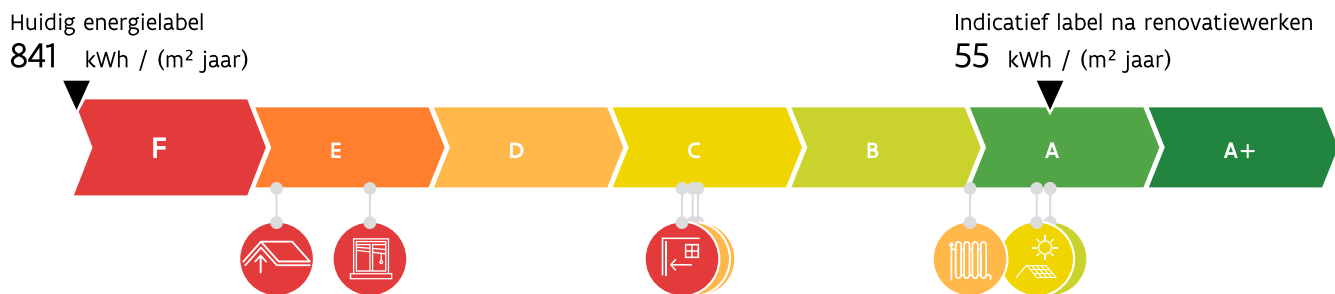 Huidig energielabel
841 kWh / (m² jaar)
Indicatief label na renovatiewerken
55 kWh / (m² jaar)
F E D C B A A+